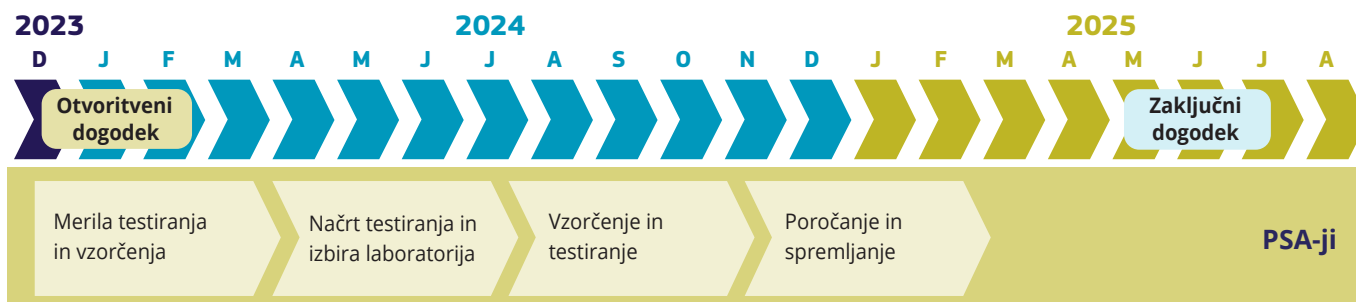 2023 2024 2025
D J F M A M J J A S O N D J F M A M J J A
Otvoritveni
dogodek
Zaključni
dogodek
Merila testiranja
in vzorčenja
Načrt testiranja in
izbira laboratorija
Vzorčenje in
testiranje
Poročanje in
spremljanje
PSA-ji